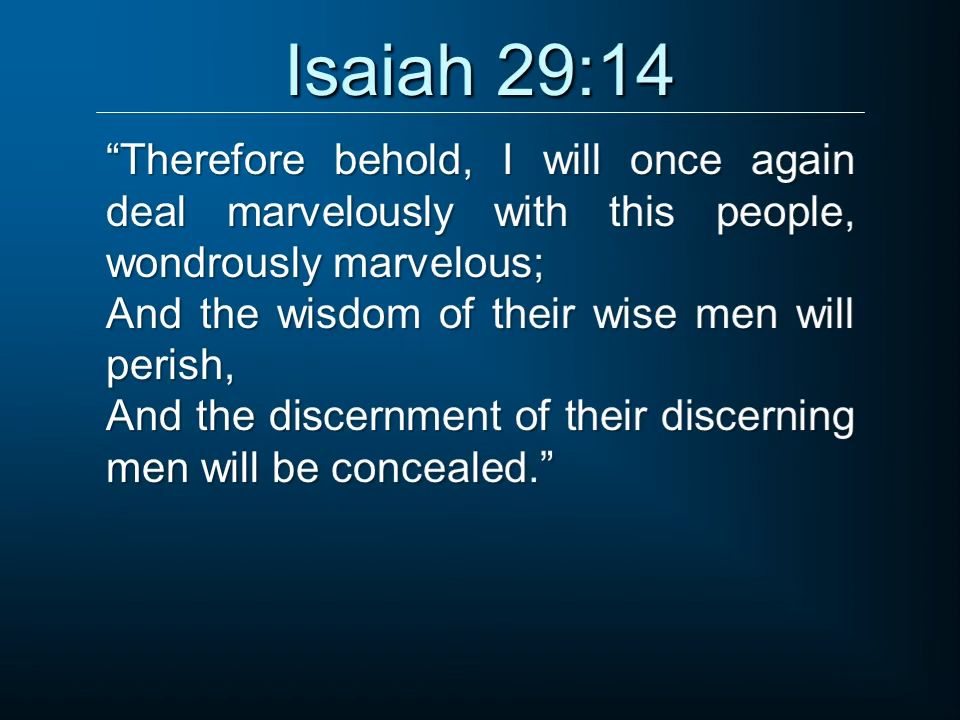 Isaiah 29:14
“Therefore behold, I will once again
deal marvelously with this people,
wondrously marvelous;
And the wisdom of their wise men will
perish,
And the discernment of their discerning
men will be concealed.”